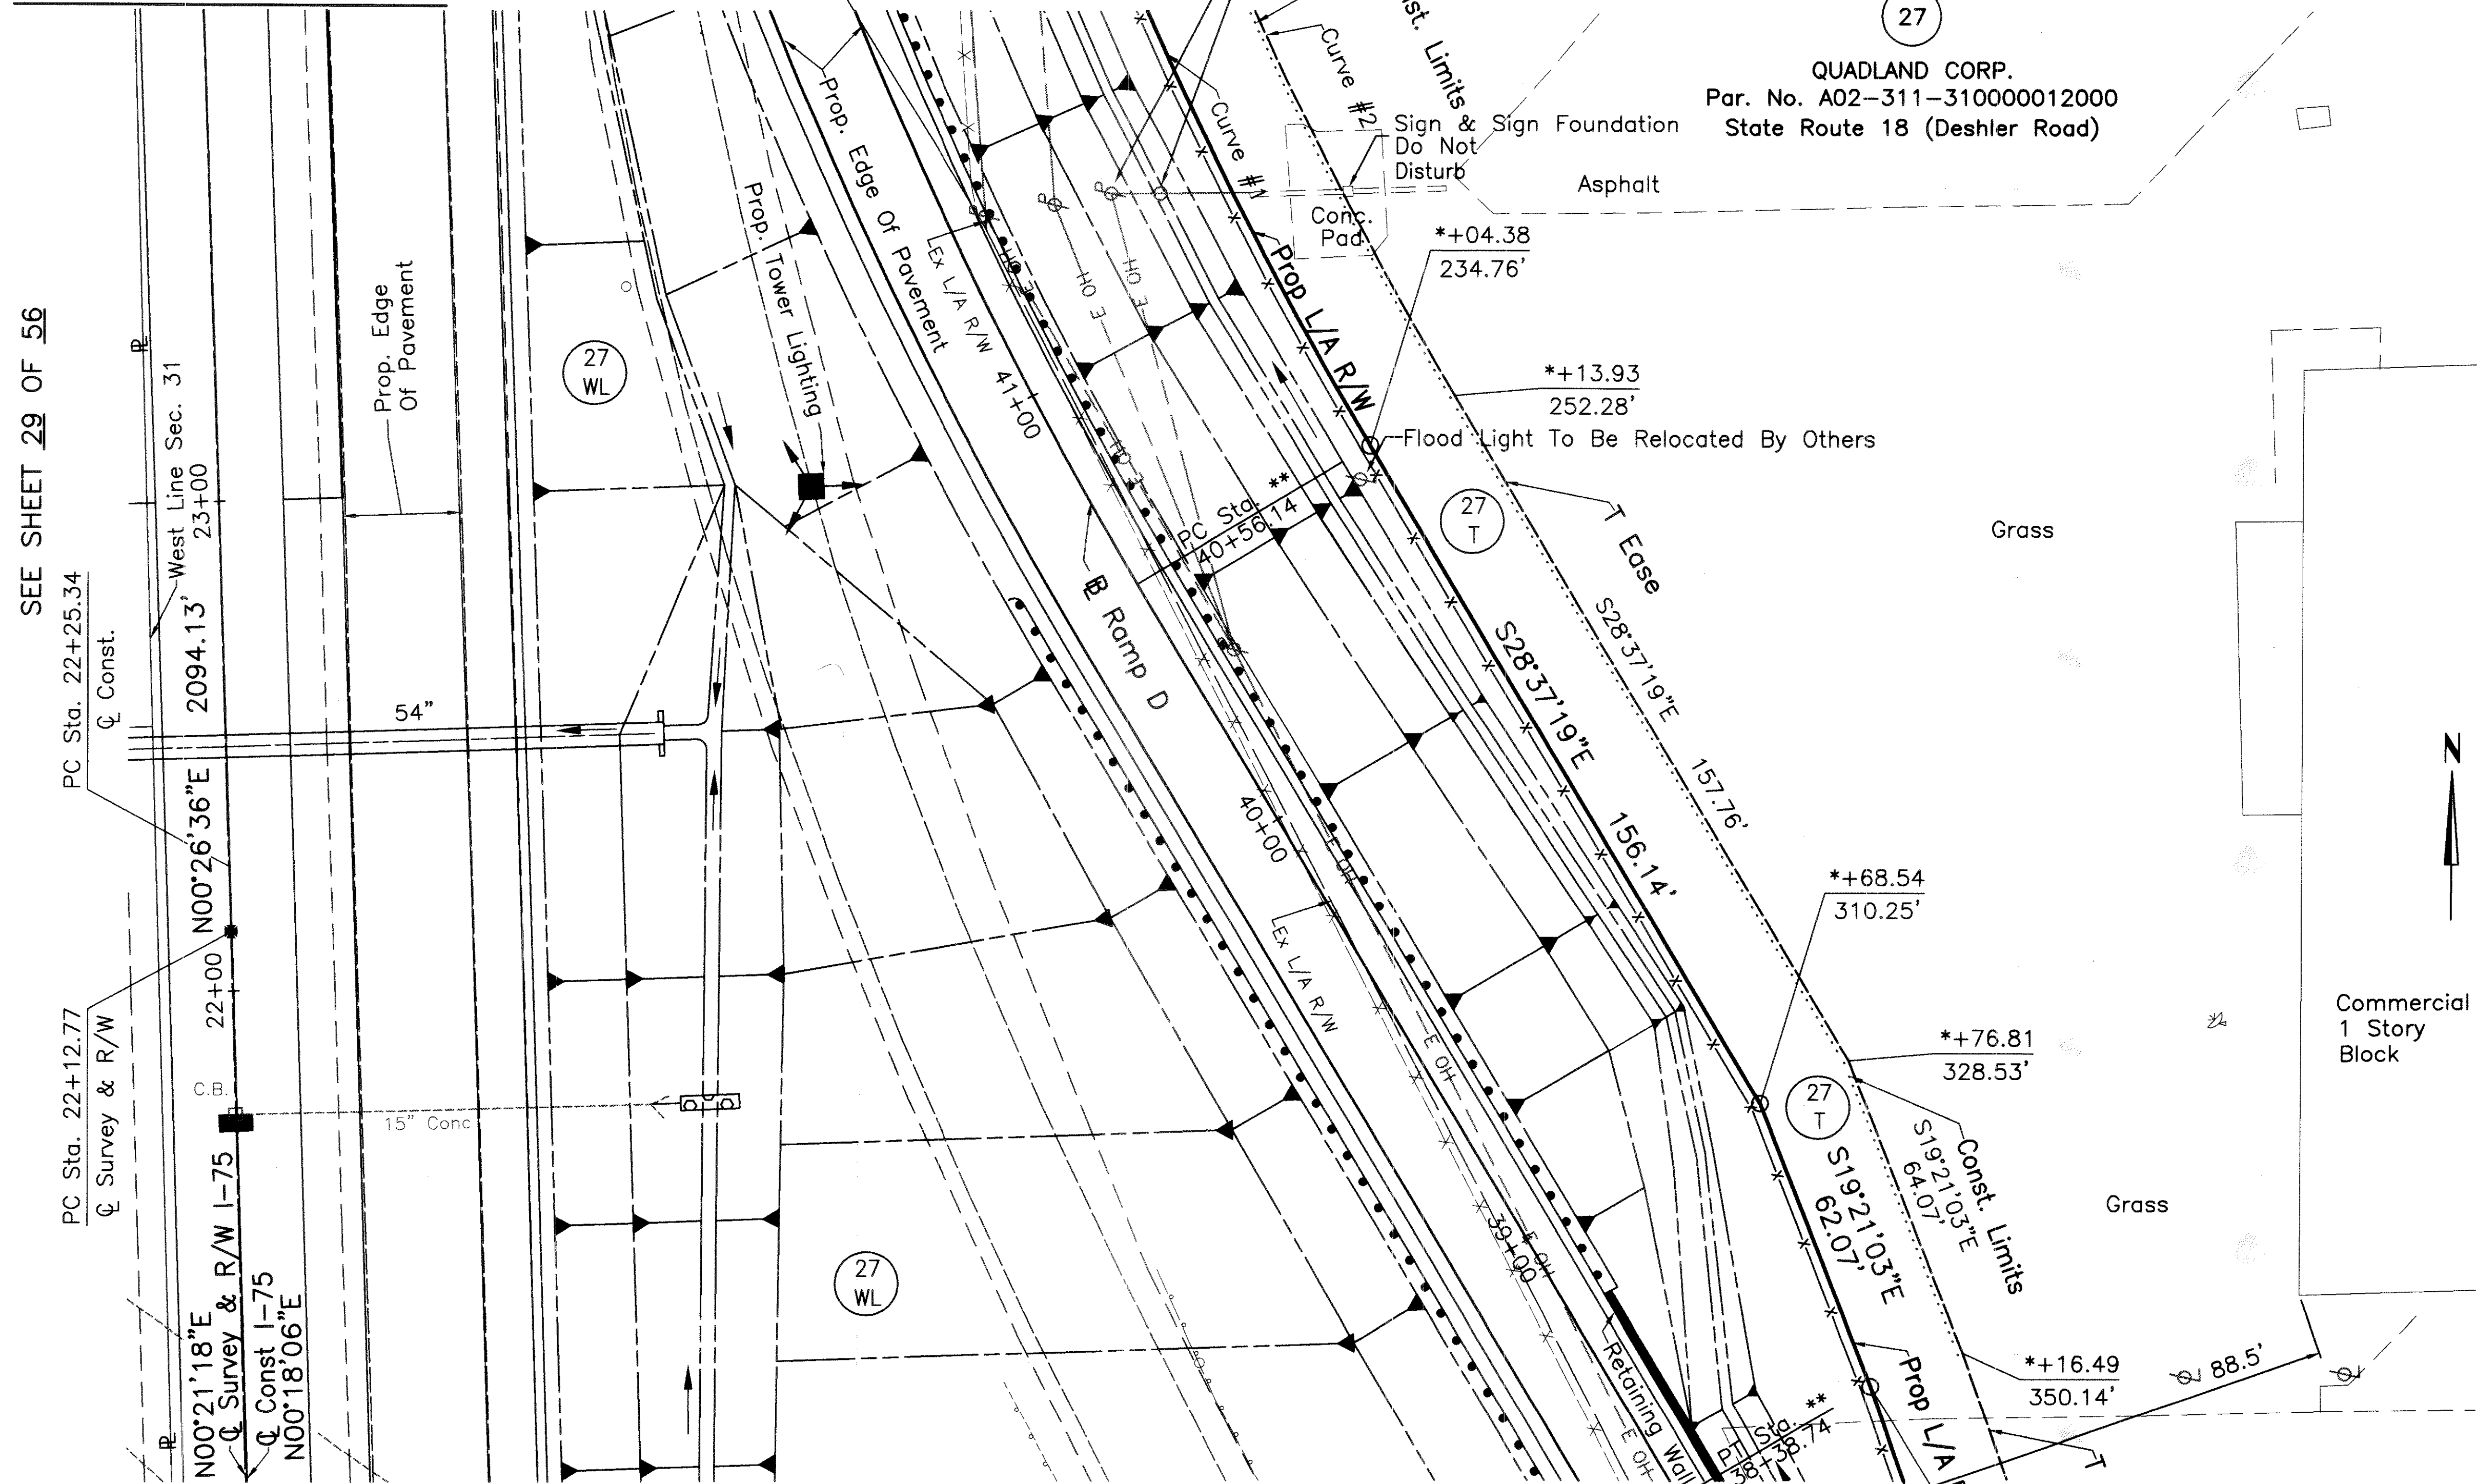 SEE SHEET 29 OF 56
PC Sta. 22+25.34
℄ Const.
PC Sta. 22+12.77
℄ Survey & R/W
West Line Sec. 31
23+00
2094.13'
N00°26'36"E
22+00
C.B.
N00°21'18"E
℄ Survey & R/W I-75
℄ Const I-75
N00°18'06"E
Prop. Edge
Of Pavement
54"
15" Conc
27
WL
Prop. Tower Lighting
Prop. Edge Of Pavement
Ex L/A R/W
41+00
PC Sta. **
40+56.14
Ramp D
40+00
Ex L/A R/W
39+00
27
WL
E OH
E OH
E OH
E OH
E OH
E OH
Retaining Wall
PT Sta. **
38+38.74
Curve #1
Curve #2
st. Limits &
27
QUADLAND CORP.
Par. No. A02-311-310000012000
State Route 18 (Deshler Road)
Sign & Sign Foundation
Do Not
Disturb
Asphalt
Conc.
Pad
Prop L/A R/W
*+04.38
234.76'
*+13.93
252.28'
Flood Light To Be Relocated By Others
27
T
T Ease
Grass
S28°37'19"E
157.76'
S28°37'19"E
156.14'
N
*+68.54
310.25'
*+76.81
328.53'
Commercial
1 Story
Block
27
T
Const. Limits
S19°21'03"E
64.07'
S19°21'03"E
62.07'
Grass
Prop L/A
*+16.49
350.14'
88.5'
T